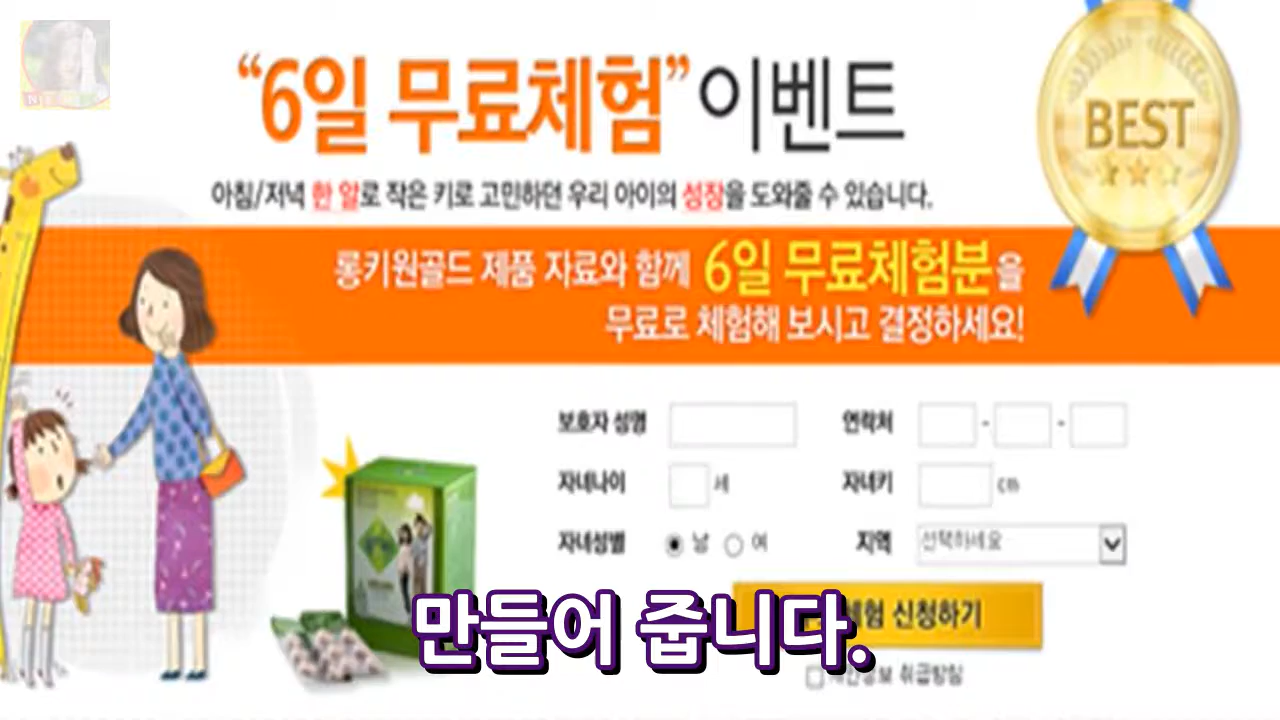 “6일 무료체험” 이벤트
BEST
아침/저녁 한 알로 작은 키로 고민하던 우리 아이의 성장을 도와줄 수 있습니다.
롱키원골드 제품 자료와 함께 6일 무료체험분을
무료로 체험해 보시고 결정하세요!
보호자 성명 연락처 - -
자녀나이 세 자녀키 cm
자녀성별 남 여 지역 선택하세요
체험 신청하기
만들어 줍니다.
취급방침